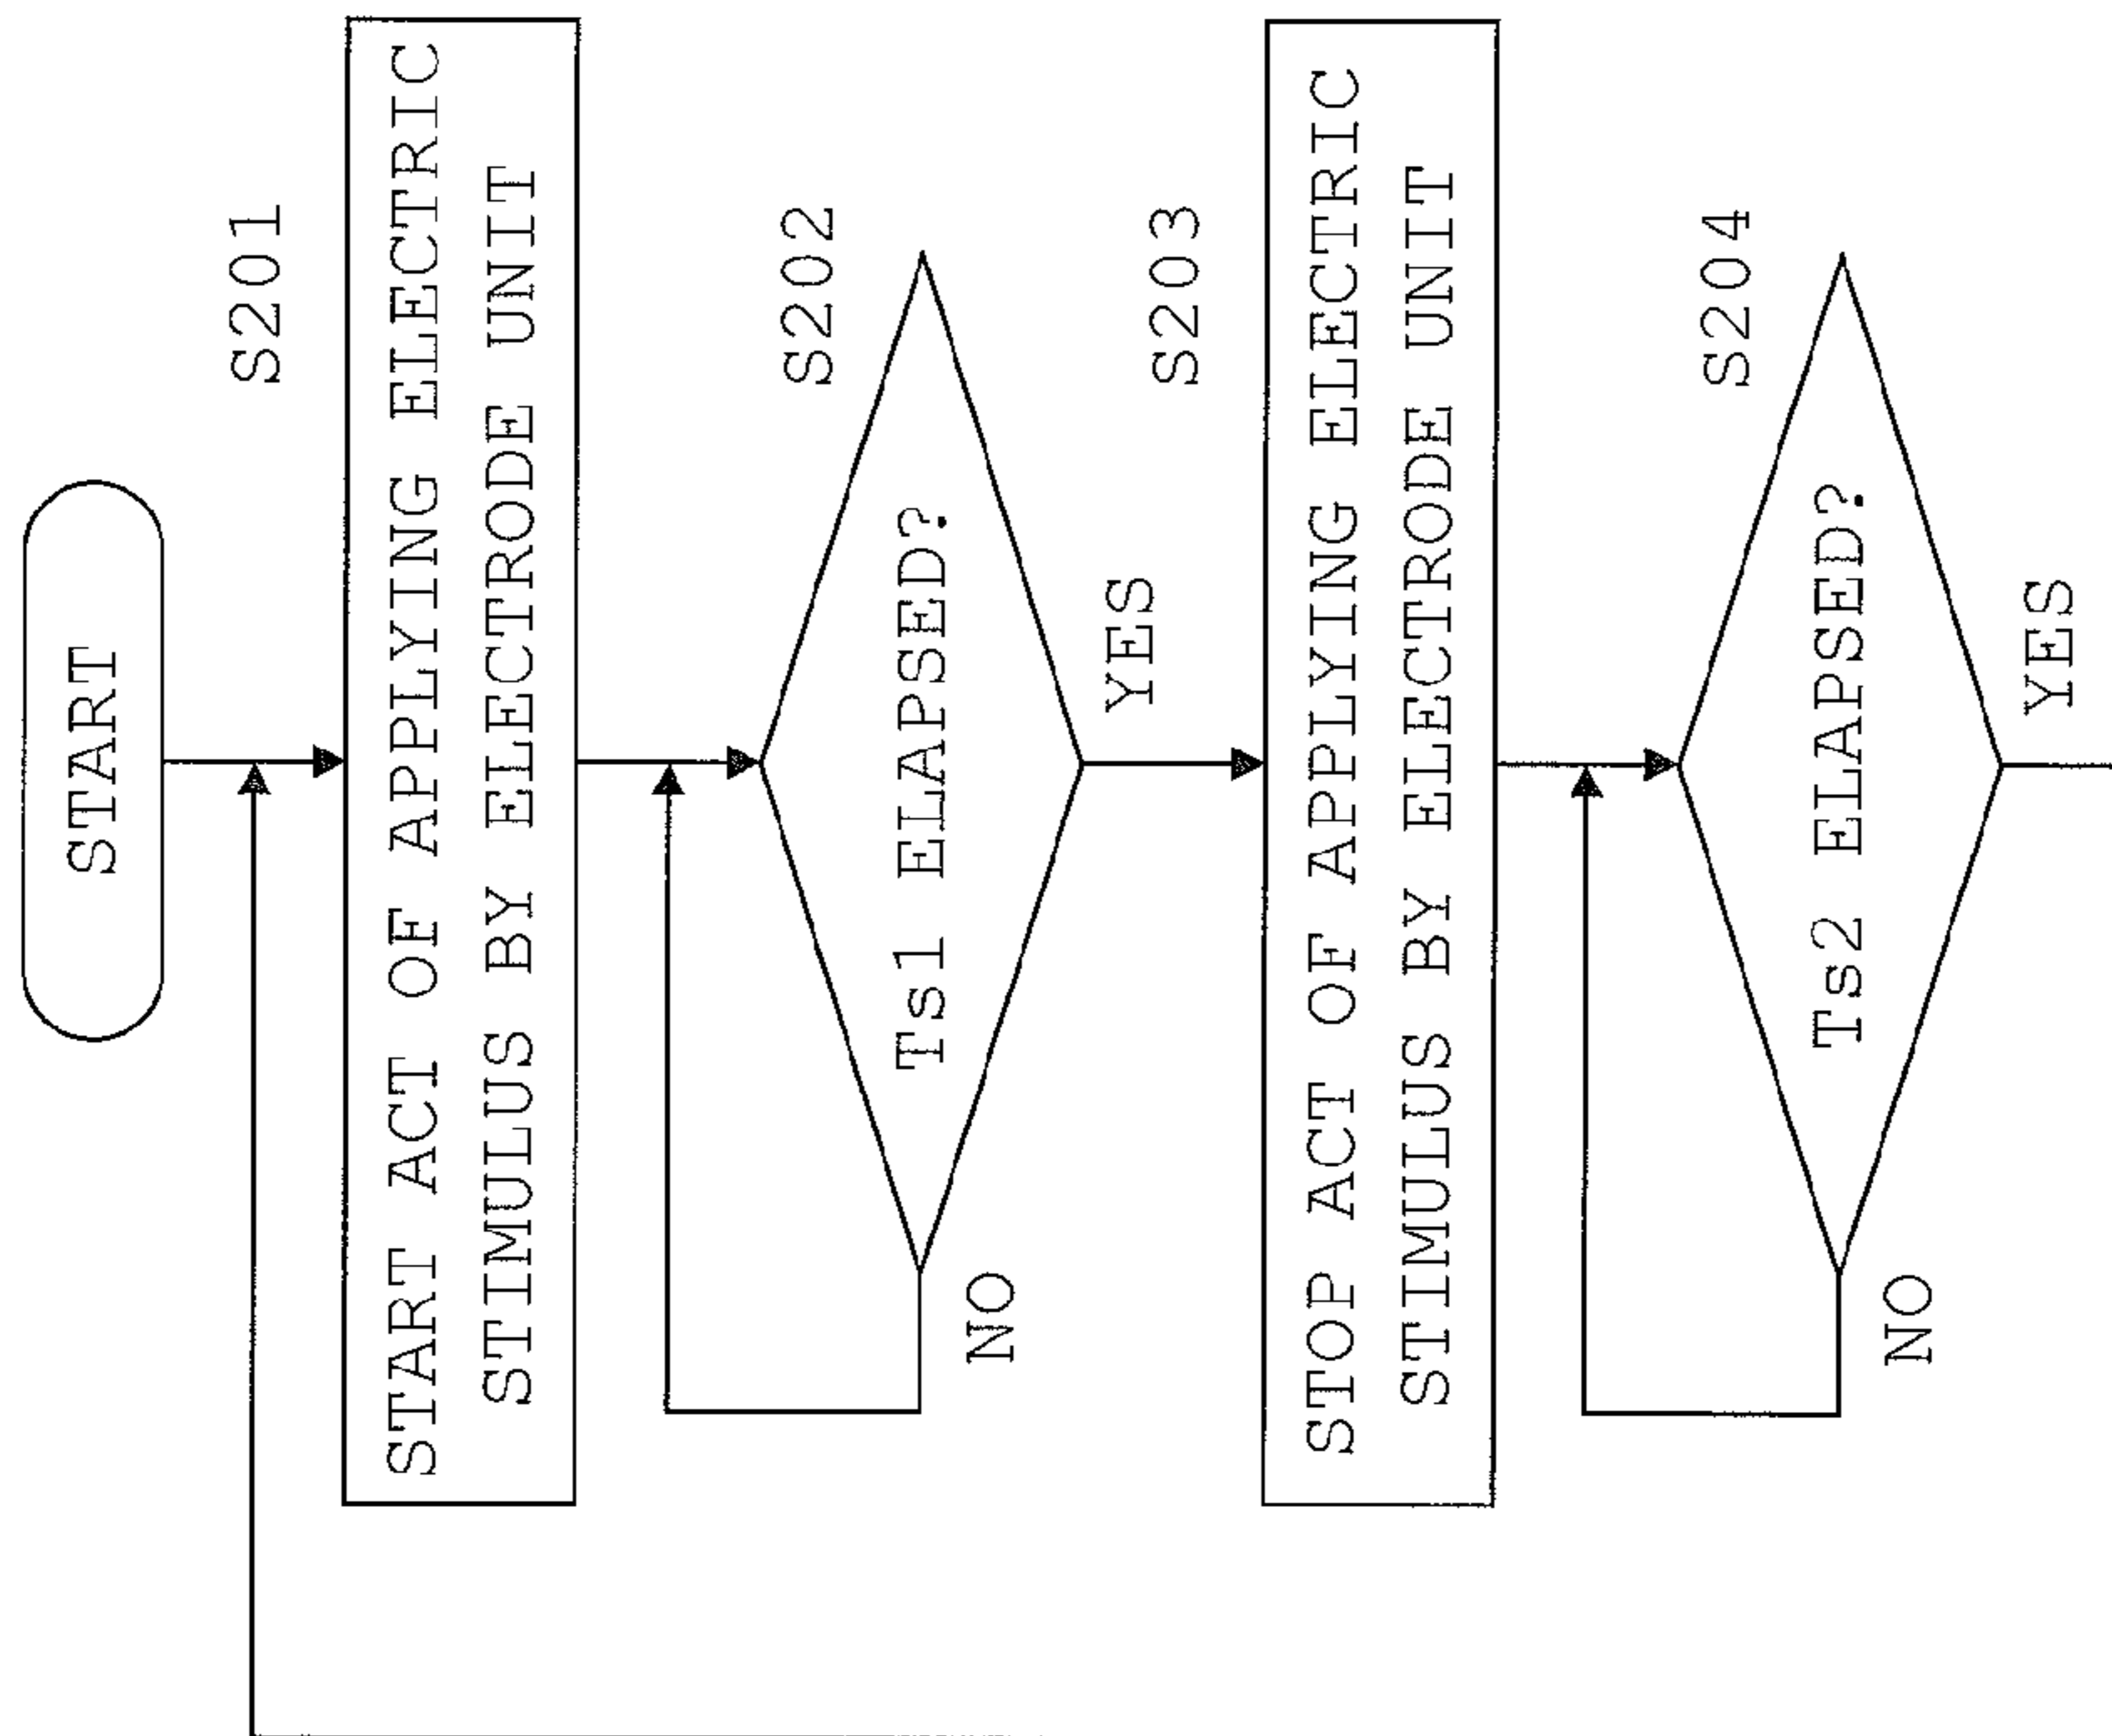 START
S201
START ACT OF APPLYING ELECTRIC
STIMULUS BY ELECTRODE UNIT
S202
Ts1 ELAPSED?
NO
YES
S203
STOP ACT OF APPLYING ELECTRIC
STIMULUS BY ELECTRODE UNIT
S204
Ts2 ELAPSED?
NO
YES